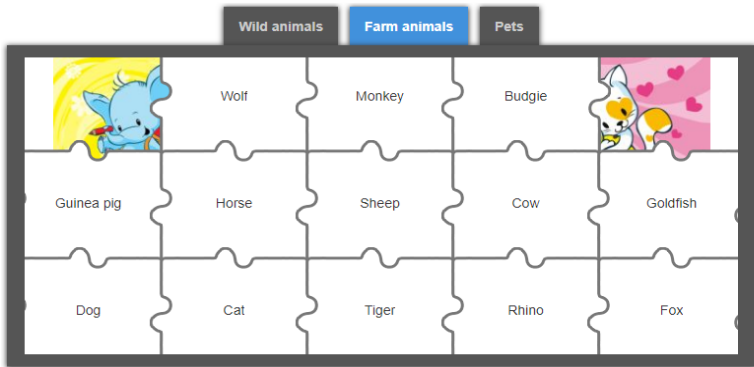 Wild animals Farm animals Pets
Wolf Monkey Budgie
Guinea pig Horse Sheep Cow Goldfish
Dog Cat Tiger Rhino Fox